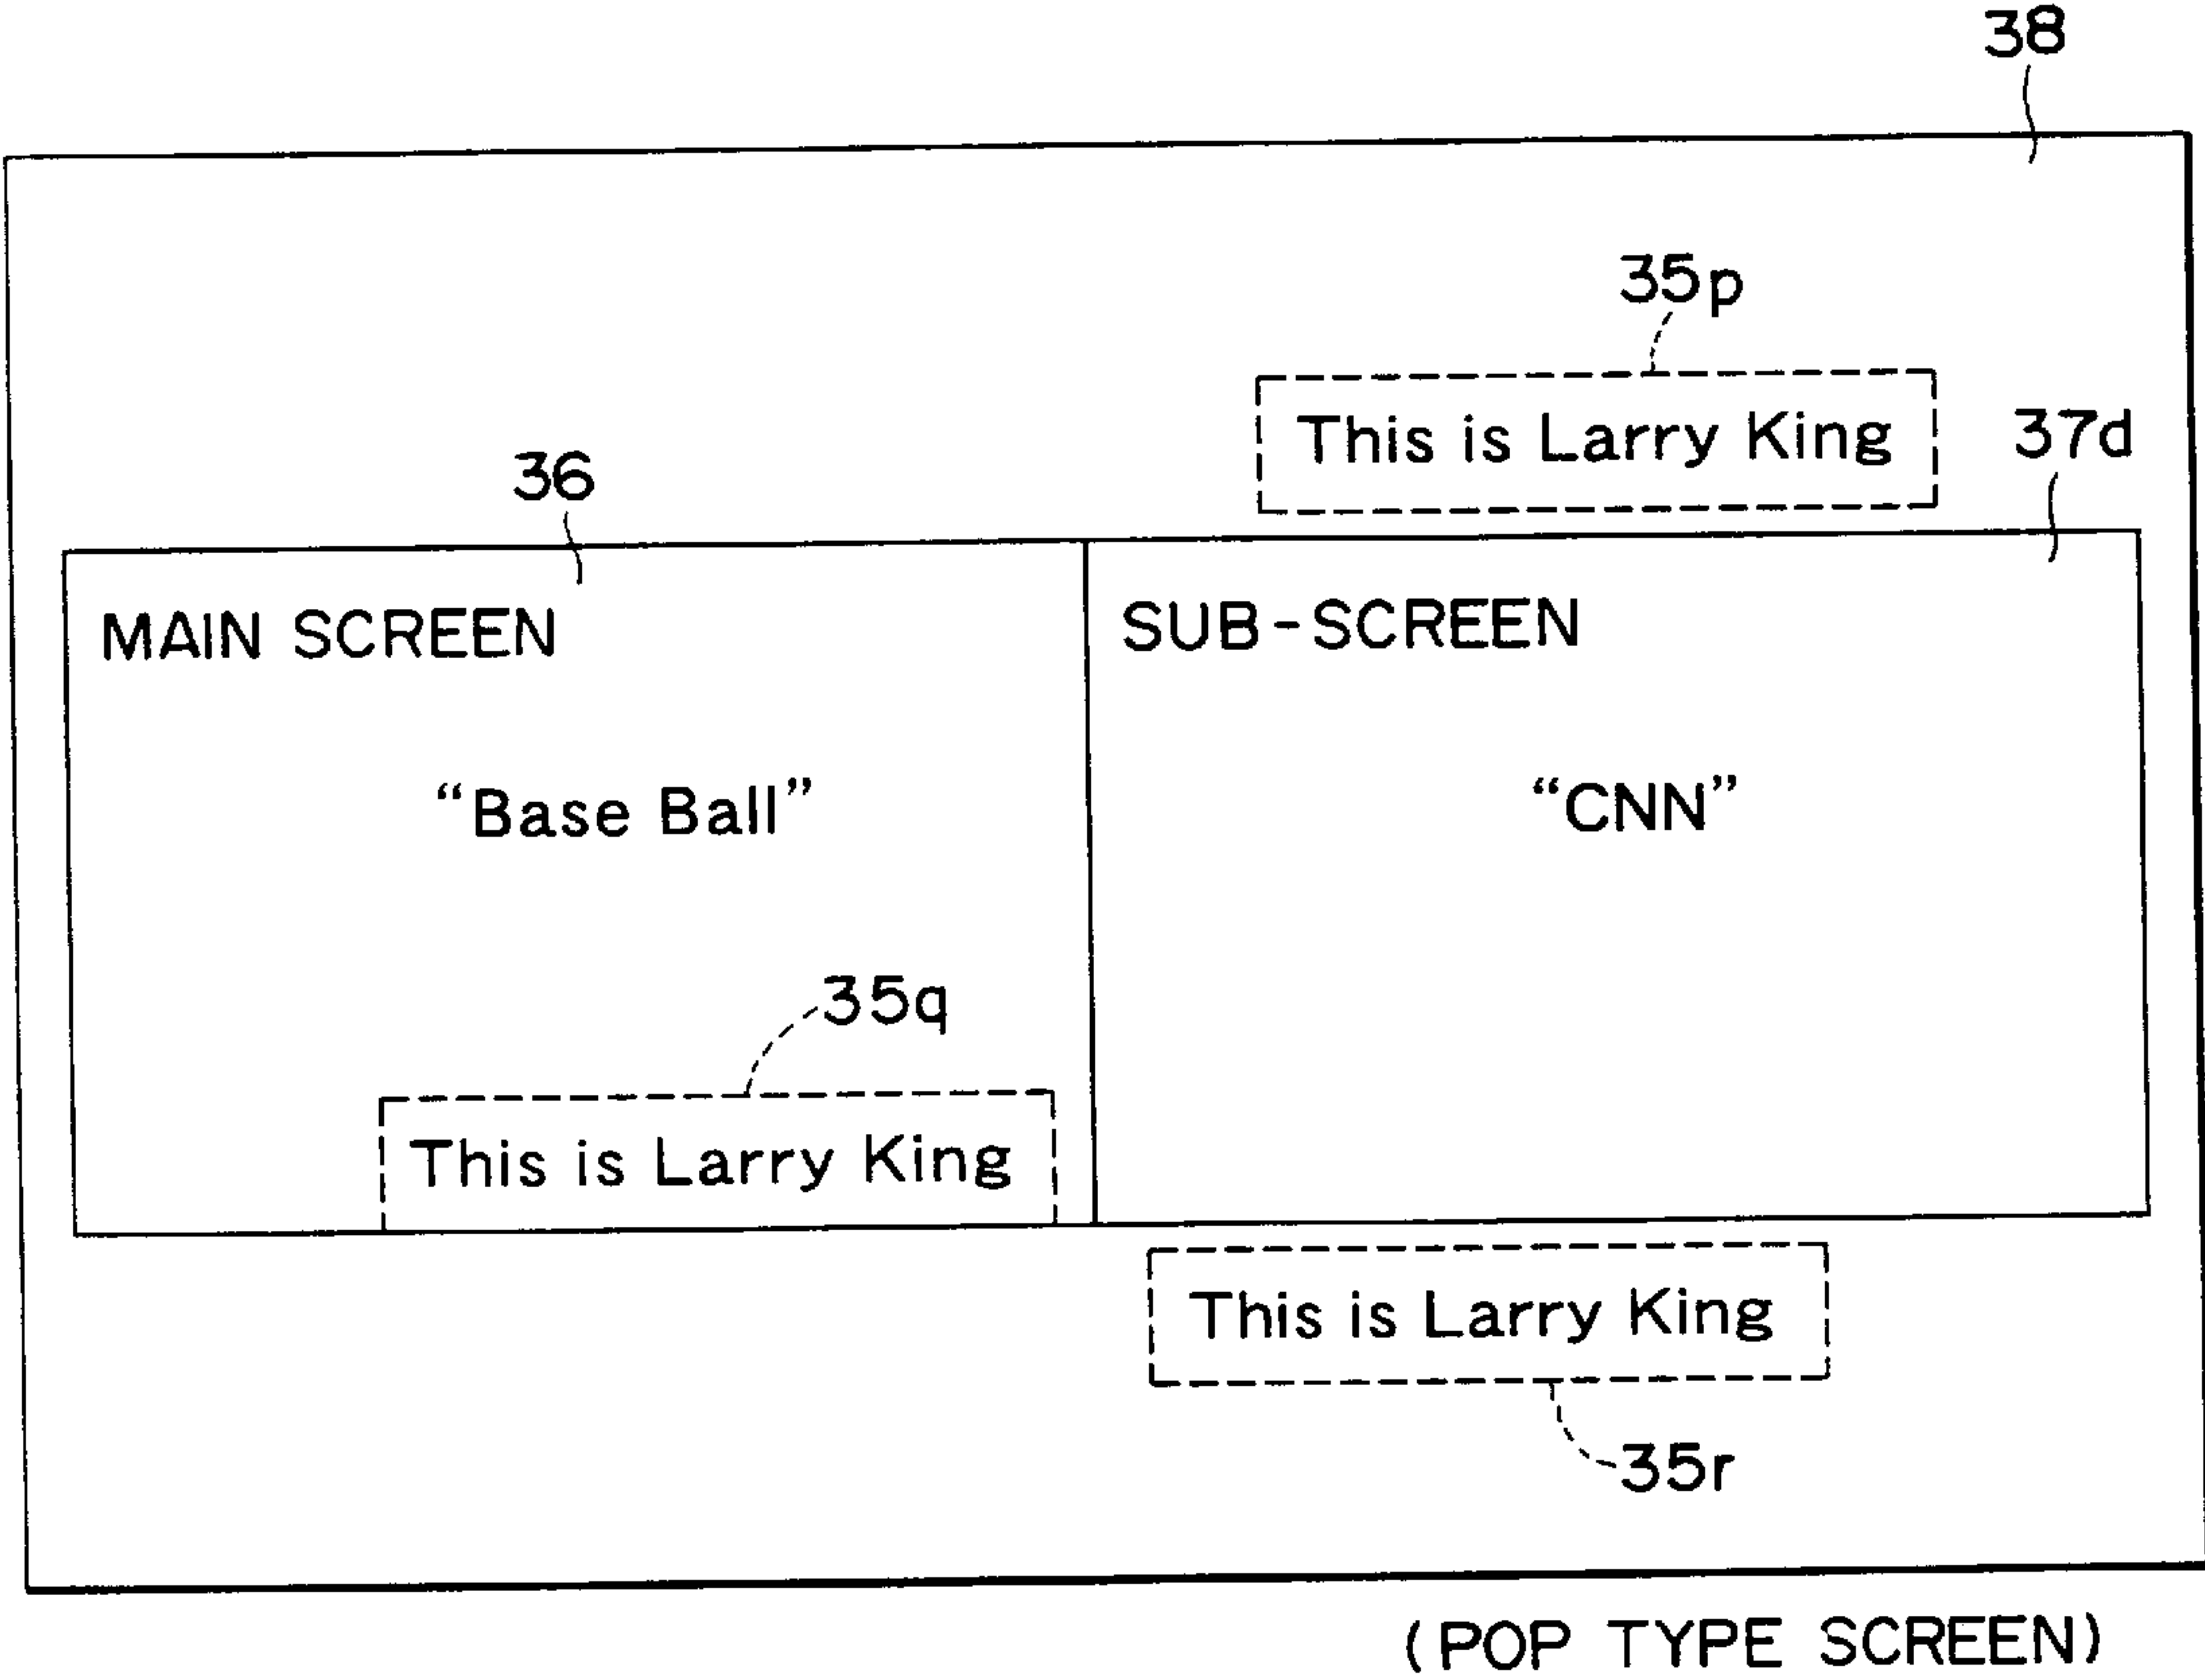 38
35p
This is Larry King
37d
36
MAIN SCREEN
SUB-SCREEN
“Base Ball”
“CNN”
35q
This is Larry King
This is Larry King
35r
(POP TYPE SCREEN)